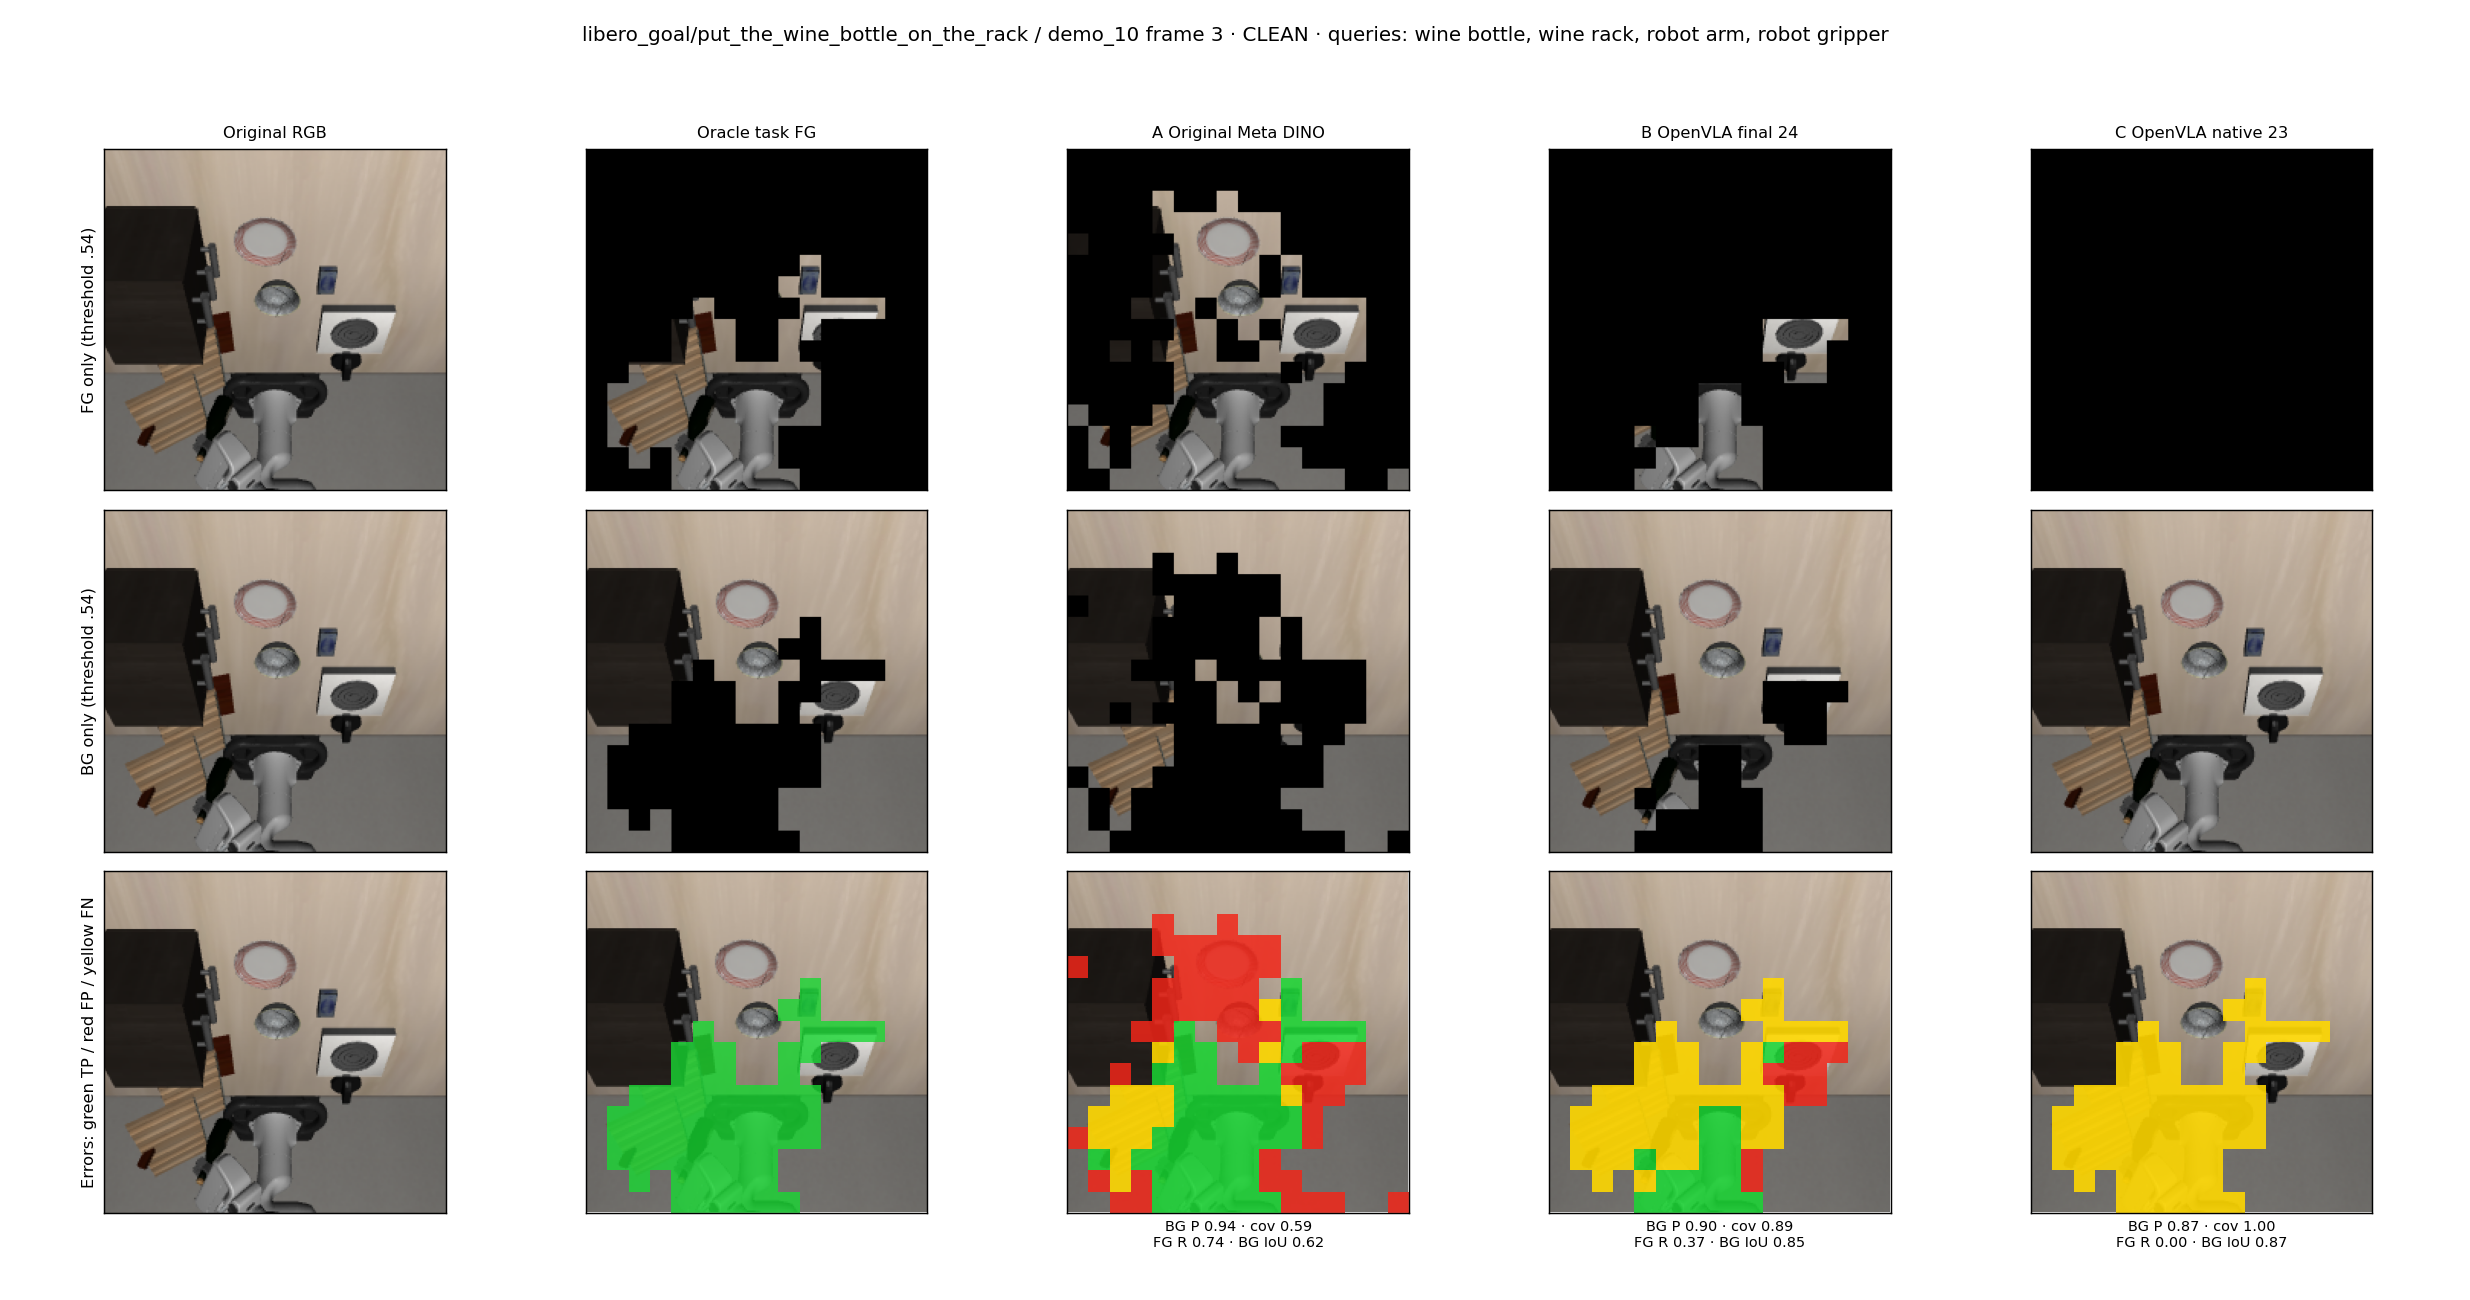 libero_goal/put_the_wine_bottle_on_the_rack / demo_10 frame 3 · CLEAN · queries: wine bottle, wine rack, robot arm, robot gripper
Original RGB
Oracle task FG
A Original Meta DINO
B OpenVLA final 24
C OpenVLA native 23
FG only (threshold .54)
BG only (threshold .54)
Errors: green TP / red FP / yellow FN
BG P 0.94 · cov 0.59
FG R 0.74 · BG IoU 0.62
BG P 0.90 · cov 0.89
FG R 0.37 · BG IoU 0.85
BG P 0.87 · cov 1.00
FG R 0.00 · BG IoU 0.87